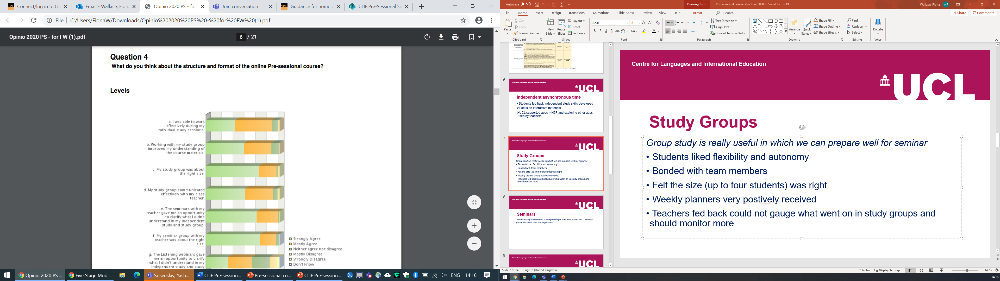 Connect/log in to Ou
Email - Wallace, Fion
Opinio 2020 PS - for
Join conversation
Guidance for home w
CLIE.Pre-Sessional Si
File
C:/Users/FionaW/Downloads/Opinio%202020%20PS%20-%20for%20FW%20(1).pdf
Opinio 2020 PS - for FW (1).pdf
6 / 21
Question 4
What do you think about the structure and format of the online Pre-sessional course?
Levels
a. I was able to work
effectively during my
individual study sessions.
b. Working with my study group
improved my understanding of
the course materials.
c. My study group was about
the right size.
d. My study group communicated
effectively with my class
teacher.
e. The seminars with my
teacher gave me an opportunity
to clarify what I didn't
understand in my independent
study and study group.
f. My seminar group with my
teacher was about the right
size.
g. The Listening webinars gave
me an opportunity to clarify
what I didn't understand in my
independent study and study
Strongly Agree
Mostly Agree
Neither agree nor disagree
Mostly Disagree
Strongly Disagree
Don't know
Opinio 2020 PS ...
Five Stage Mod...
Sosenskiy, Yash...
CLIE Pre-session...
Pre-sessional co...
CLIE Pre-session...
ENG
14:16
AutoSave Off
Drawing Tools
Pre-sessional course structure 2020 - Saved to this PC
Wallace, Fiona
WF
File
Home
Insert
Design
Transitions
Animations
Slide Show
Review
View
Help
Format
Search
Share
Comments
Paste
Cut
Copy
Format Painter
Clipboard
New Slide
Reuse Slides
Layout
Reset
Section
Slides
Arial
18
Font
Text Direction
Align Text
Convert to SmartArt
Paragraph
Arrange
Quick Styles
Shape Fill
Shape Outline
Shape Effects
Drawing
Find
Replace
Select
Editing
Dictate
Voice
6
Centre for Languages and International Education
UCL
Independent asynchronous time
• Students fed back independent study skills developed
➢Focus on interactive materials
➢UCL supported apps > H5P and exploring other apps
used by teachers
7
Centre for Languages and International Education
UCL
Study Groups
Group study is really useful in which we can prepare well for seminar
• Students liked flexibility and autonomy
• Bonded with team members
• Felt the size (up to four students) was right
• Weekly planners very postively received
• Teachers fed back could not gauge what went on in study groups and
should monitor more
8
Centre for Languages and International Education
UCL
Seminars
I like the size of the seminars. It' comfortable for us to have discussions. The study
groups also allow us to learn effectively.
9
Centre for Languages and International Education
UCL
Centre for Languages and International Education
UCL
Study Groups
Group study is really useful in which we can prepare well for seminar
• Students liked flexibility and autonomy
• Bonded with team members
• Felt the size (up to four students) was right
• Weekly planners very postively received
• Teachers fed back could not gauge what went on in study groups and
should monitor more
Slide 7 of 14
English (United Kingdom)
Notes
Display Settings
148%
14:16